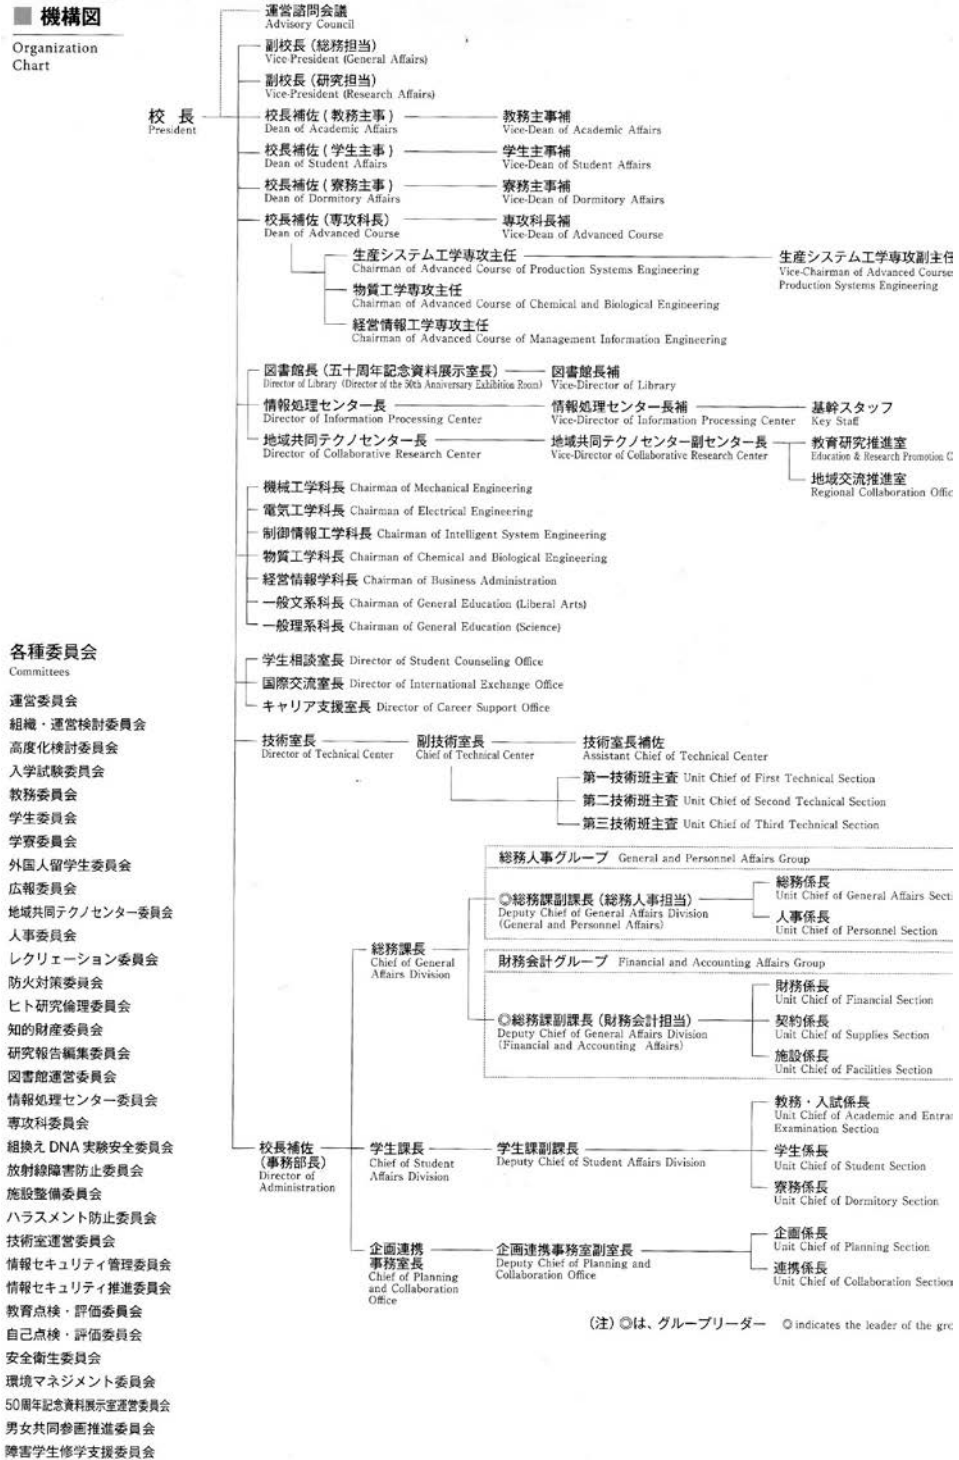 ■ 機構図
Organization
Chart
運営諮問会議
Advisory Council
副校長 (総務担当)
Vice-President (General Affairs)
副校長 (研究担当)
Vice-President (Research Affairs)
校 長
President
校長補佐 ( 教務主事 )
Dean of Academic Affairs
教務主事補
Vice-Dean of Academic Affairs
校長補佐 ( 学生主事 )
Dean of Student Affairs
学生主事補
Vice-Dean of Student Affairs
校長補佐 ( 寮務主事 )
Dean of Dormitory Affairs
寮務主事補
Vice-Dean of Dormitory Affairs
校長補佐 (専攻科長)
Dean of Advanced Course
専攻科長補
Vice-Dean of Advanced Course
生産システム工学専攻主任
Chairman of Advanced Course of Production Systems Engineering
生産システム工学専攻副主任
Vice-Chairman of Advanced Courses
Production Systems Engineering
物質工学専攻主任
Chairman of Advanced Course of Chemical and Biological Engineering
経営情報工学専攻主任
Chairman of Advanced Course of Management Information Engineering
図書館長 (五十周年記念資料展示室長)
Director of Library (Director of the 50th Anniversary Exhibition Room)
図書館長補
Vice-Director of Library
情報処理センター長
Director of Information Processing Center
情報処理センター長補
Vice-Director of Information Processing Center
基幹スタッフ
Key Staff
地域共同テクノセンター長
Director of Collaborative Research Center
地域共同テクノセンター副センター長
Vice-Director of Collaborative Research Center
教育研究推進室
Education & Research Promotion C
地域交流推進室
Regional Collaboration Offic
機械工学科長 Chairman of Mechanical Engineering
電気工学科長 Chairman of Electrical Engineering
制御情報工学科長 Chairman of Intelligent System Engineering
物質工学科長 Chairman of Chemical and Biological Engineering
経営情報学科長 Chairman of Business Administration
一般文系科長 Chairman of General Education (Liberal Arts)
一般理系科長 Chairman of General Education (Science)
学生相談室長 Director of Student Counseling Office
国際交流室長 Director of International Exchange Office
キャリア支援室長 Director of Career Support Office
技術室長
Director of Technical Center
副技術室長
Chief of Technical Center
技術室長補佐
Assistant Chief of Technical Center
第一技術班主査 Unit Chief of First Technical Section
第二技術班主査 Unit Chief of Second Technical Section
第三技術班主査 Unit Chief of Third Technical Section
総務人事グループ General and Personnel Affairs Group
◎総務課副課長 (総務人事担当)
Deputy Chief of General Affairs Division
(General and Personnel Affairs)
総務係長
Unit Chief of General Affairs Secti
人事係長
Unit Chief of Personnel Section
総務課長
Chief of General
Affairs Division
財務会計グループ Financial and Accounting Affairs Group
◎総務課副課長 (財務会計担当)
Deputy Chief of General Affairs Division
(Financial and Accounting Affairs)
財務係長
Unit Chief of Financial Section
契約係長
Unit Chief of Supplies Section
施設係長
Unit Chief of Facilities Section
校長補佐
(事務部長)
Director of
Administration
学生課長
Chief of Student
Affairs Division
学生課副課長
Deputy Chief of Student Affairs Division
教務・入試係長
Unit Chief of Academic and Entran
Examination Section
学生係長
Unit Chief of Student Section
寮務係長
Unit Chief of Dormitory Section
企画連携
事務室長
Chief of Planning
and Collaboration
Office
企画連携事務室副室長
Deputy Chief of Planning and
Collaboration Office
企画係長
Unit Chief of Planning Section
連携係長
Unit Chief of Collaboration Section
(注) ◎は、グループリーダー ◎ indicates the leader of the gro
各種委員会
Committees
運営委員会
組織・運営検討委員会
高度化検討委員会
入学試験委員会
教務委員会
学生委員会
学寮委員会
外国人留学生委員会
広報委員会
地域共同テクノセンター委員会
人事委員会
レクリェーション委員会
防火対策委員会
ヒト研究倫理委員会
知的財産委員会
研究報告編集委員会
図書館運営委員会
情報処理センター委員会
専攻科委員会
組換え DNA 実験安全委員会
放射線障害防止委員会
施設整備委員会
ハラスメント防止委員会
技術室運営委員会
情報セキュリティ管理委員会
情報セキュリティ推進委員会
教育点検・評価委員会
自己点検・評価委員会
安全衛生委員会
環境マネジメント委員会
50周年記念資料展示室運営委員会
男女共同参画推進委員会
障害学生修学支援委員会